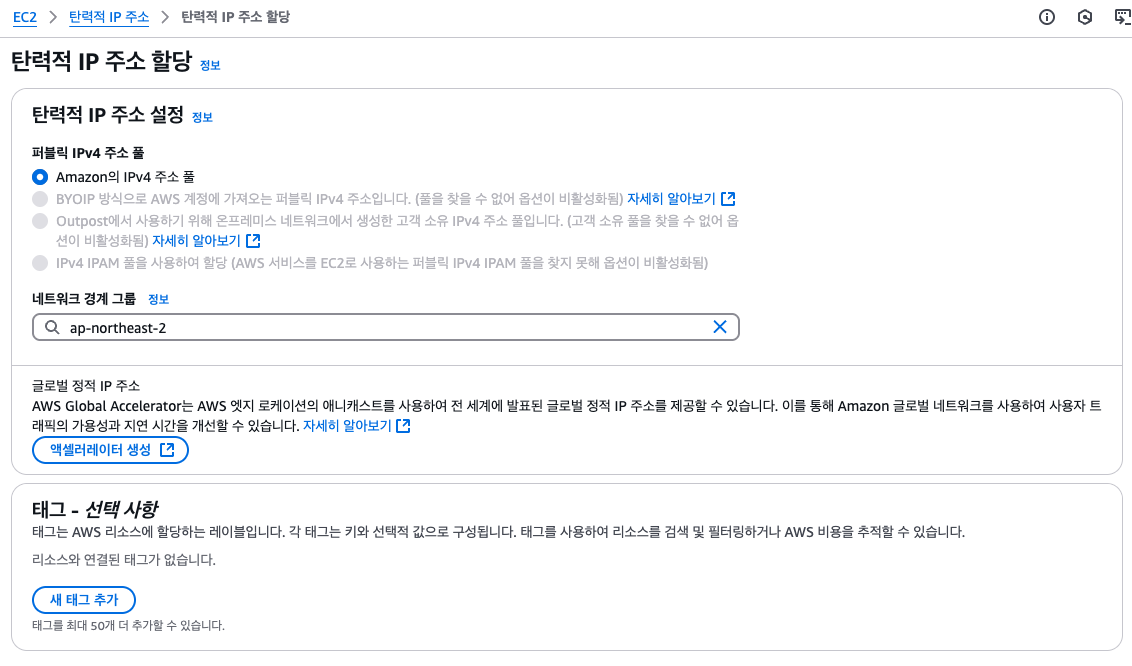 EC2 > 탄력적 IP 주소 > 탄력적 IP 주소 할당
탄력적 IP 주소 할당 정보
탄력적 IP 주소 설정 정보
퍼블릭 IPv4 주소 풀
Amazon의 IPv4 주소 풀
BYOIP 방식으로 AWS 계정에 가져오는 퍼블릭 IPv4 주소입니다. (풀을 찾을 수 없어 옵션이 비활성화됨) 자세히 알아보기
Outpost에서 사용하기 위해 온프레미스 네트워크에서 생성한 고객 소유 IPv4 주소 풀입니다. (고객 소유 풀을 찾을 수 없어 옵
션이 비활성화됨) 자세히 알아보기
IPv4 IPAM 풀을 사용하여 할당 (AWS 서비스를 EC2로 사용하는 퍼블릭 IPv4 IPAM 풀을 찾지 못해 옵션이 비활성화됨)
네트워크 경계 그룹 정보
ap-northeast-2
글로벌 정적 IP 주소
AWS Global Accelerator는 AWS 엣지 로케이션의 애니캐스트를 사용하여 전 세계에 발표된 글로벌 정적 IP 주소를 제공할 수 있습니다. 이를 통해 Amazon 글로벌 네트워크를 사용하여 사용자 트
래픽의 가용성과 지연 시간을 개선할 수 있습니다. 자세히 알아보기
액셀러레이터 생성
태그 - 선택 사항
태그는 AWS 리소스에 할당하는 레이블입니다. 각 태그는 키와 선택적 값으로 구성됩니다. 태그를 사용하여 리소스를 검색 및 필터링하거나 AWS 비용을 추적할 수 있습니다.
리소스와 연결된 태그가 없습니다.
새 태그 추가
태그를 최대 50개 더 추가할 수 있습니다.